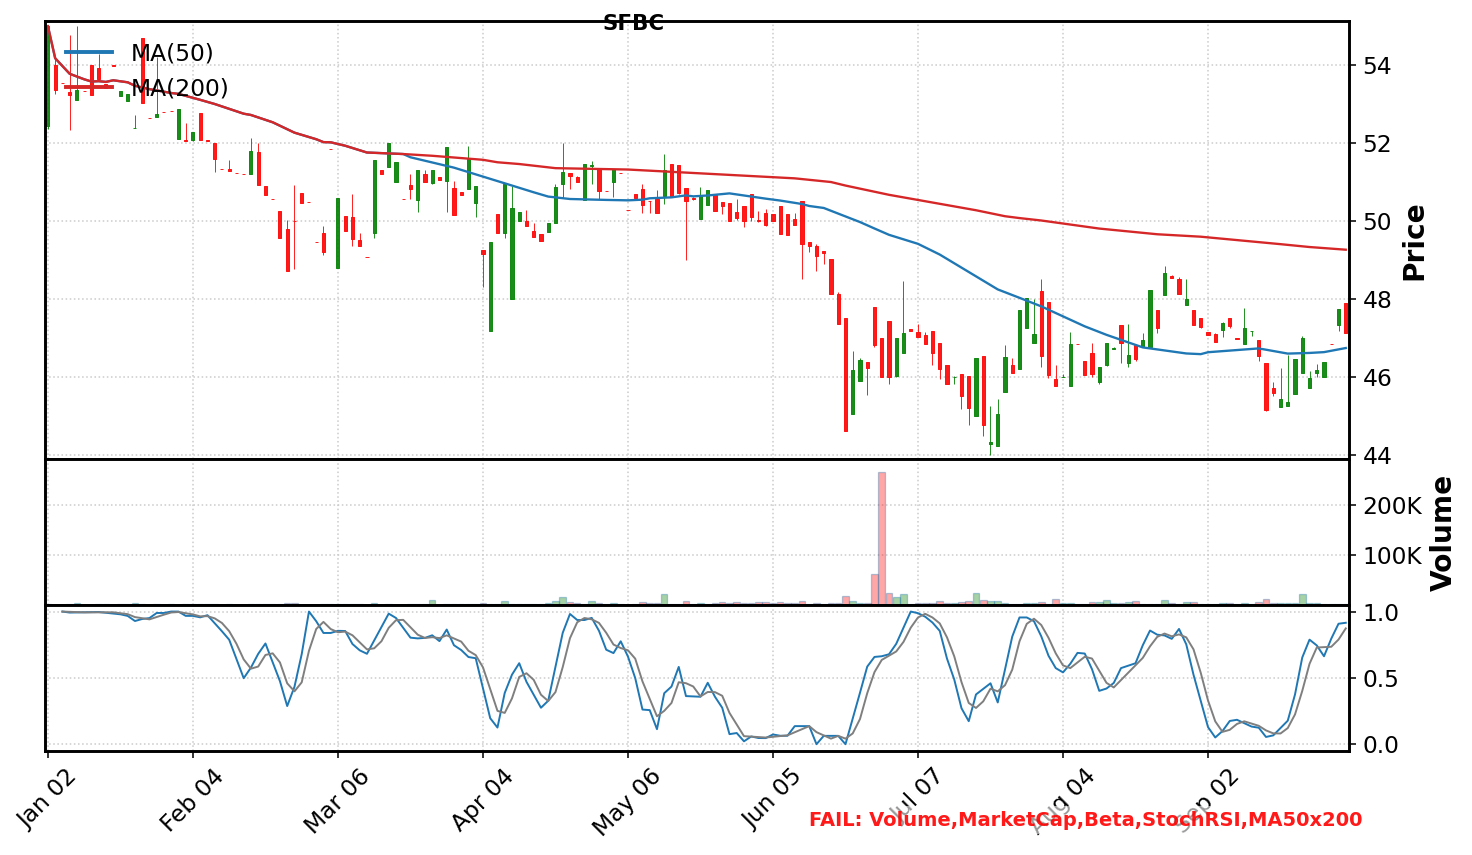 SFBC
MA(50)
MA(200)
54
52
50
48
46
44
Price
200K
100K
Volume
1.0
0.5
0.0
Jan 02
Feb 04
Mar 06
Apr 04
May 06
Jun 05
Jul 07
Aug 04
Sep 02
FAIL: Volume,MarketCap,Beta,StochRSI,MA50x200